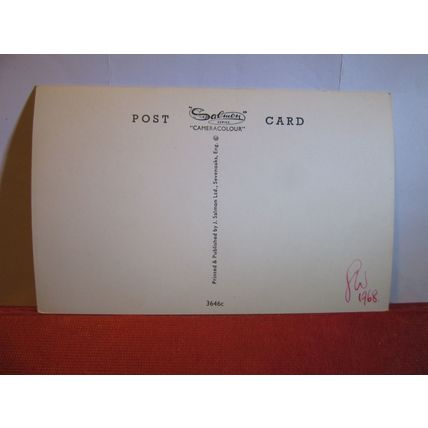 POST "Salmon" CARD
SERIES
"CAMERACOLOUR"
Printed & Published by J. Salmon Ltd., Sevenoaks, Eng. ©
3646c
1968